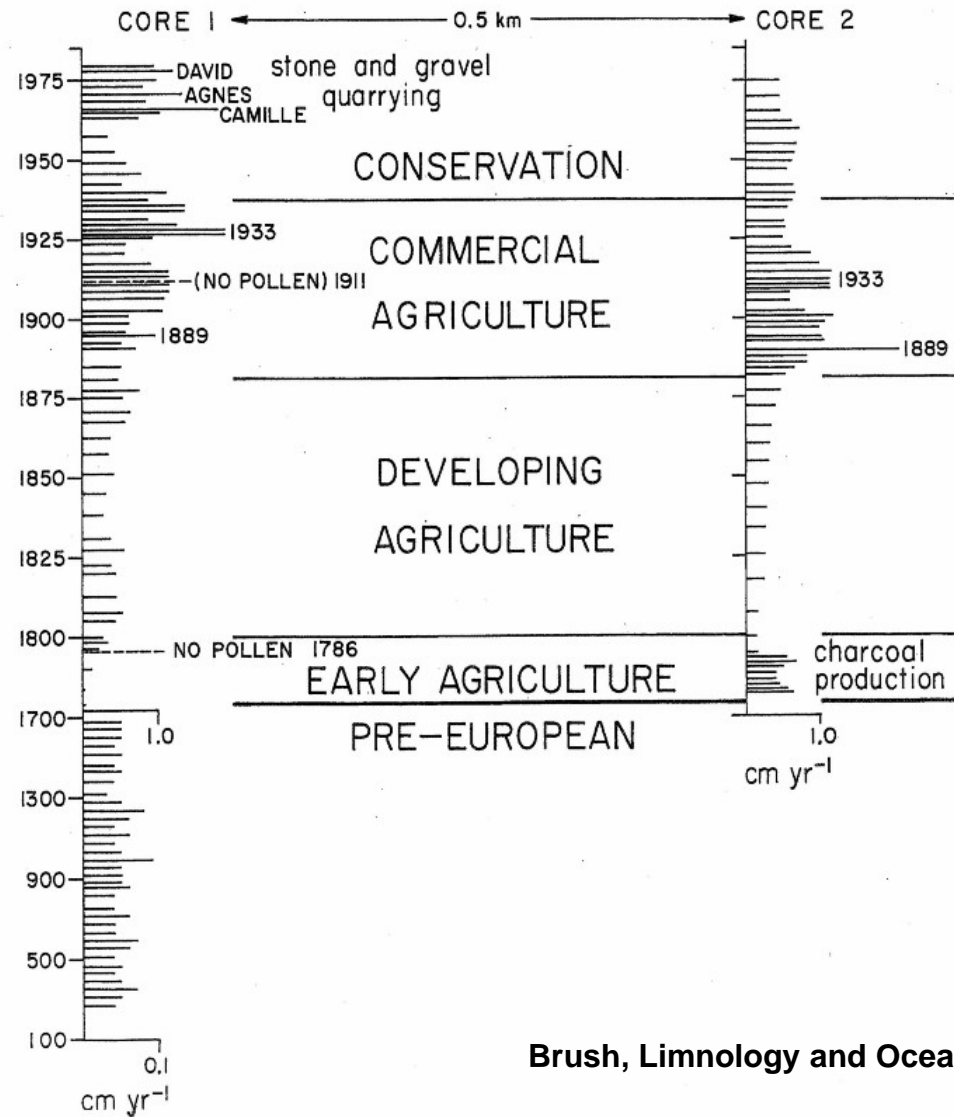 CORE 1 0.5 km CORE 2
1975
DAVID
AGNES
CAMILLE
stone and gravel
quarrying
1950
CONSERVATION
1925
1933
COMMERCIAL
(NO POLLEN) 1911
1933
AGRICULTURE
1900
1889
1889
1875
DEVELOPING
1850
AGRICULTURE
1825
1800
NO POLLEN 1786
EARLY AGRICULTURE
charcoal
production
1700
1.0
PRE-EUROPEAN
1.0
cm yr-1
1300
900
500
100
0.1
cm yr-1
Brush, Limnology and Ocea